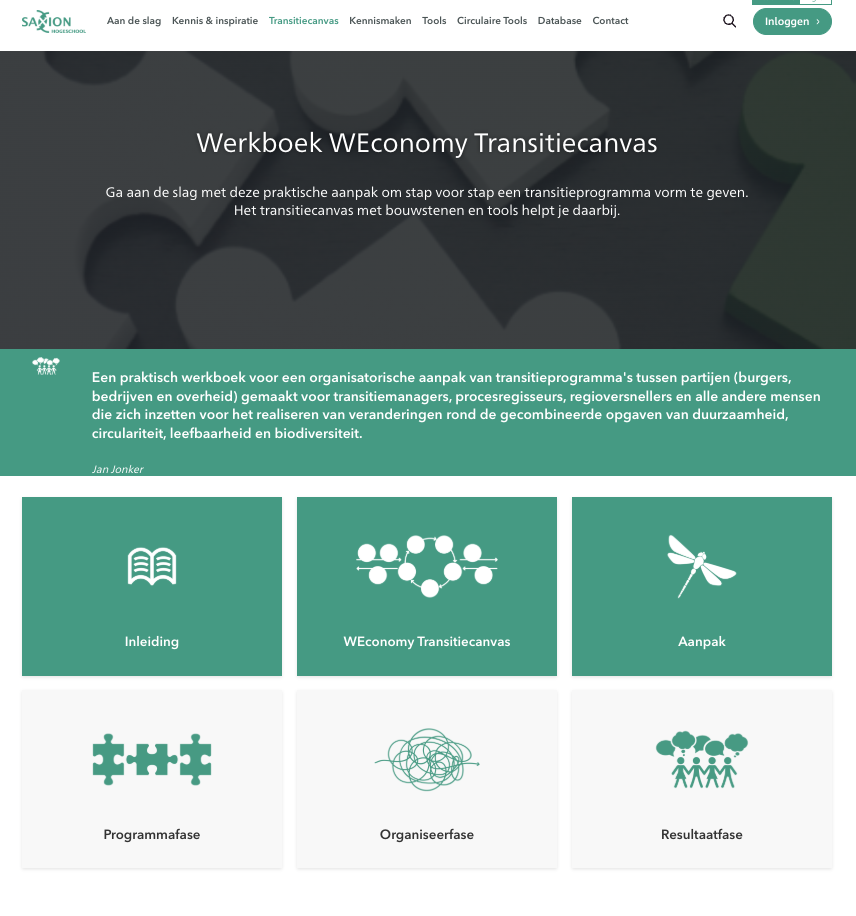 SAXION
HOGESCHOOL
Aan de slag Kennis & inspiratie Transitiecanvas Kennismaken Tools Circulaire Tools Database Contact
Inloggen ›
Werkboek WEconomy Transitiecanvas
Ga aan de slag met deze praktische aanpak om stap voor stap een transitieprogramma vorm te geven.
Het transitiecanvas met bouwstenen en tools helpt je daarbij.
Een praktisch werkboek voor een organisatorische aanpak van transitieprogramma's tussen partijen (burgers,
bedrijven en overheid) gemaakt voor transitiemanagers, procesregisseurs, regioversnellers en alle andere mensen
die zich inzetten voor het realiseren van veranderingen rond de gecombineerde opgaven van duurzaamheid,
circulariteit, leefbaarheid en biodiversiteit.
Jan Jonker
Inleiding
WEconomy Transitiecanvas
Aanpak
Programmafase
Organiseerfase
Resultaatfase